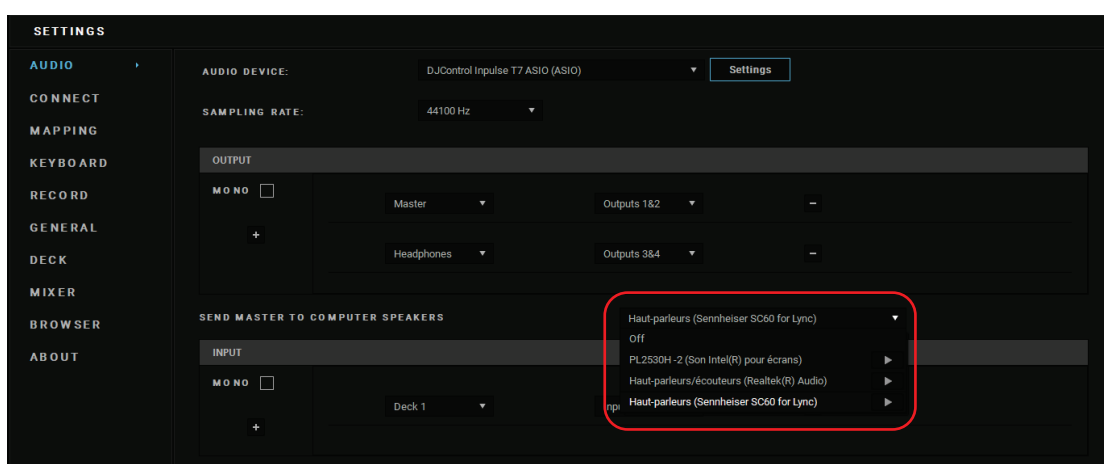 SETTINGS
AUDIO
CONNECT
MAPPING
KEYBOARD
RECORD
GENERAL
DECK
MIXER
BROWSER
ABOUT
AUDIO DEVICE: DJControl Inpulse T7 ASIO (ASIO) Settings
SAMPLING RATE: 44100 Hz
OUTPUT
MONO
+
Master Outputs 1&2 –
Headphones Outputs 3&4 –
SEND MASTER TO COMPUTER SPEAKERS Haut-parleurs (Sennheiser SC60 for Lync)
Off
PL2530H -2 (Son Intel(R) pour écrans)
Haut-parleurs/écouteurs (Realtek(R) Audio)
Haut-parleurs (Sennheiser SC60 for Lync)
INPUT
MONO
+
Deck 1